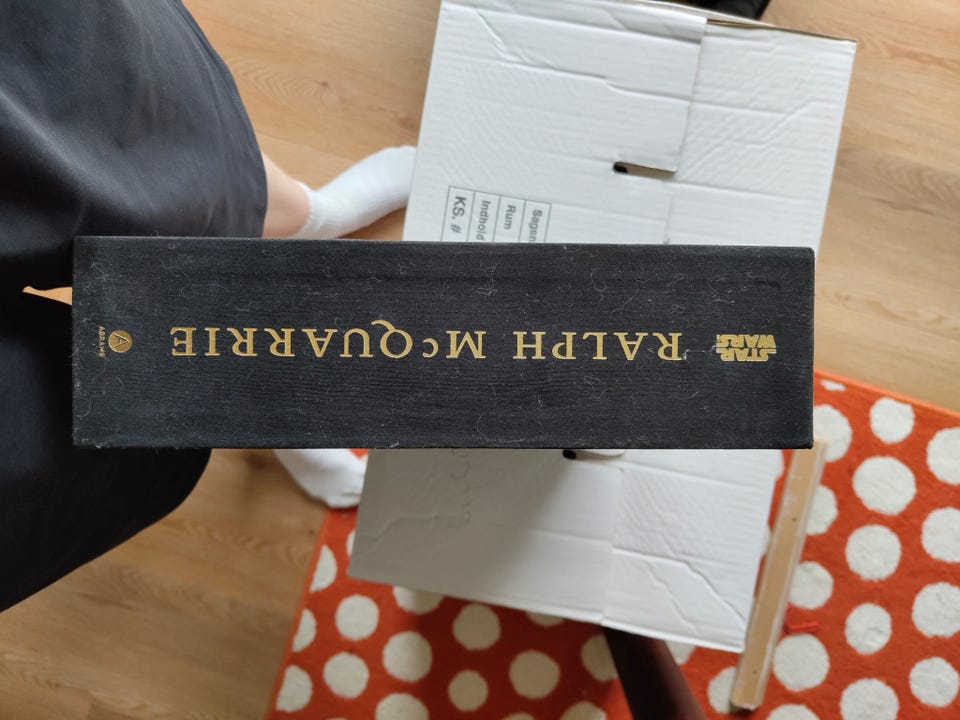 STAR
WARS
RALPH McQUARRIE
A
ABRAMS
Rum
Indhold
KS. #